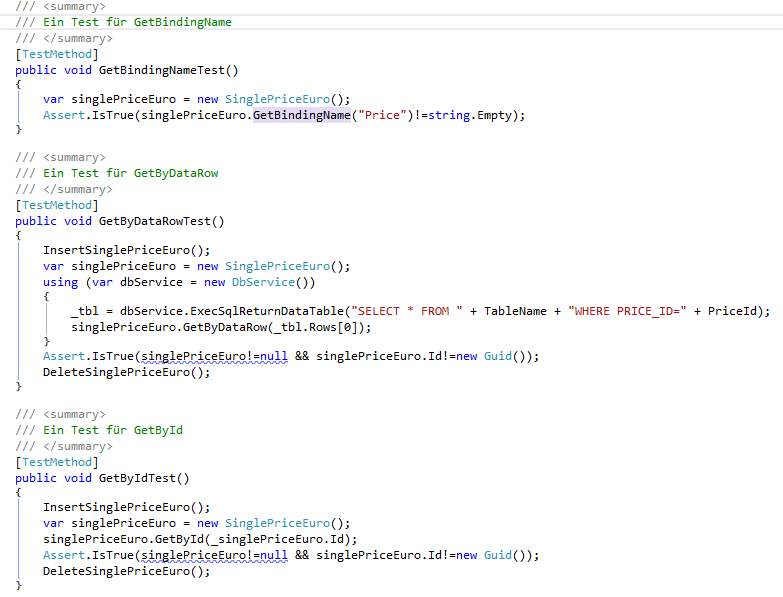 /// <summary>
/// Ein Test für GetBindingName
/// </summary>
[TestMethod]
public void GetBindingNameTest()
{
    var singlePriceEuro = new SinglePriceEuro();
    Assert.IsTrue(singlePriceEuro.GetBindingName("Price")!=string.Empty);
}
/// <summary>
/// Ein Test für GetByDataRow
/// </summary>
[TestMethod]
public void GetByDataRowTest()
{
    InsertSinglePriceEuro();
    var singlePriceEuro = new SinglePriceEuro();
    using (var dbService = new DbService())
    {
        _tbl = dbService.ExecSqlReturnDataTable("SELECT * FROM " + TableName + "WHERE PRICE_ID=" + PriceId);
        singlePriceEuro.GetByDataRow(_tbl.Rows[0]);
    }
    Assert.IsTrue(singlePriceEuro!=null && singlePriceEuro.Id!=new Guid());
    DeleteSinglePriceEuro();
}
/// <summary>
/// Ein Test für GetById
/// </summary>
[TestMethod]
public void GetByIdTest()
{
    InsertSinglePriceEuro();
    var singlePriceEuro = new SinglePriceEuro();
    singlePriceEuro.GetById(_singlePriceEuro.Id);
    Assert.IsTrue(singlePriceEuro!=null && singlePriceEuro.Id!=new Guid());
    DeleteSinglePriceEuro();
}